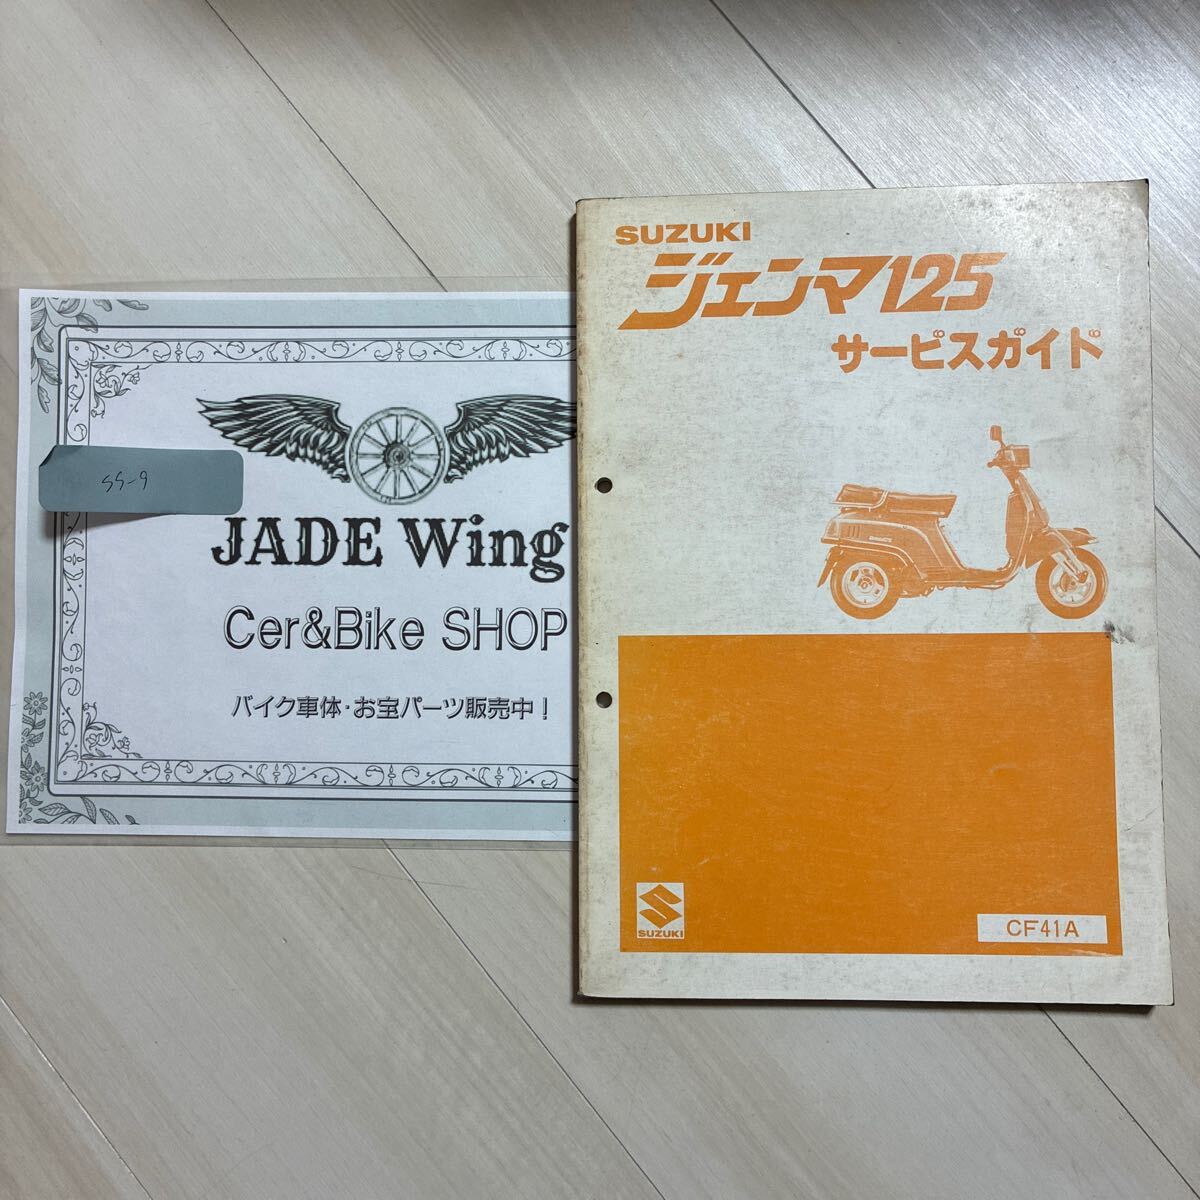 SS-9
JADE Wing
Cer&Bike SHOP
バイク車体・お宝パーツ販売中！
SUZUKI
ジェンマ125
サービスガイド
SUZUKI
CF41A